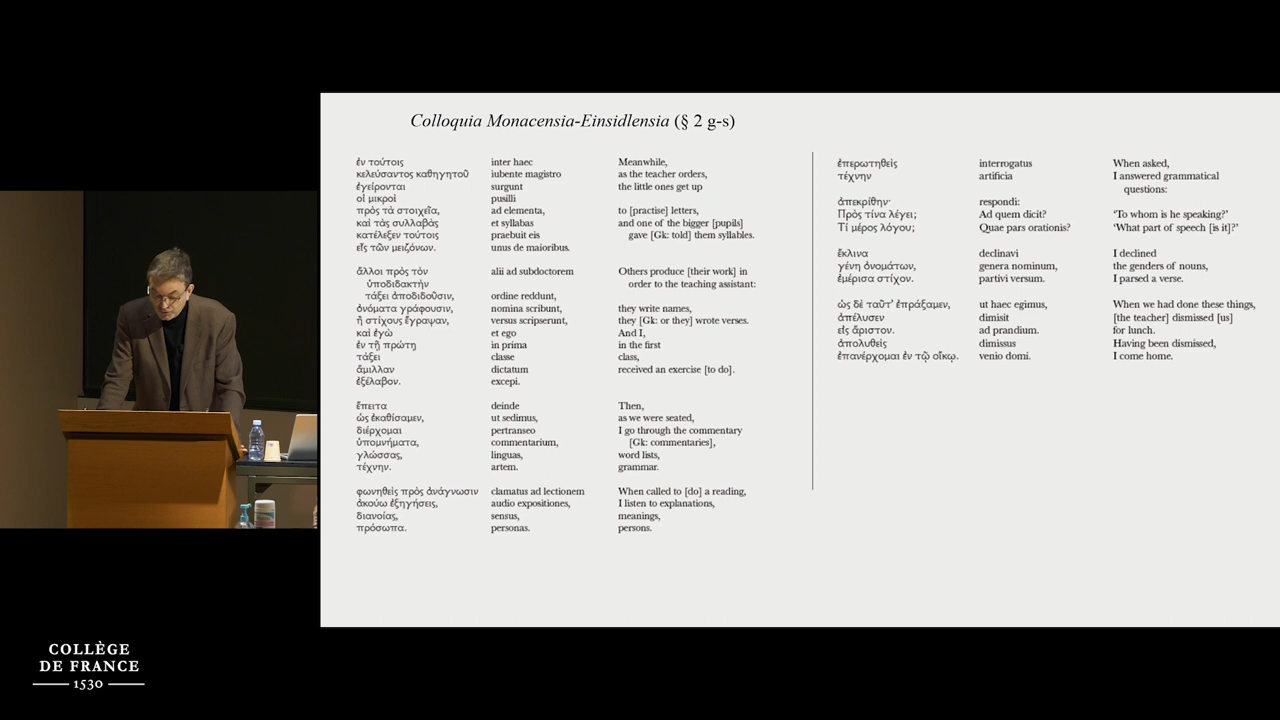 Colloquia Monacensia-Einsidlensia (§ 2 g-s)
ἐν τούτοις inter haec Meanwhile,
κελεύσαντος καθηγητοῦ iubente magistro as the teacher orders,
ἐγείρονται surgunt the little ones get up
οἱ μικροὶ pusilli
πρὸς τὰ στοιχεῖα, ad elementa, to [practise] letters,
καὶ τὰς συλλαβὰς et syllabas and one of the bigger [pupils]
κατέλεξεν τούτοις praebuit eis gave [Gk: told] them syllables.
εἷς τῶν μειζόνων. unus de maioribus.
ἄλλοι πρὸς τὸν alii ad subdoctorem Others produce [their work] in
ὑποδιδακτὴν order to the teaching assistant:
τάξει ἀποδιδοῦσιν, ordine reddunt,
ὀνόματα γράφουσιν, nomina scribunt, they write names,
ἢ στίχους ἔγραψαν, versus scripserunt, they [Gk: or they] wrote verses.
καὶ ἐγὼ et ego And I,
ἐν τῇ πρώτῃ in prima in the first
τάξει classe class,
ἅμιλλαν dictatum received an exercise [to do].
ἐξέλαβον. excepi.
ἔπειτα deinde Then,
ὡς ἐκαθίσαμεν, ut sedimus, as we were seated,
διέρχομαι pertranseo I go through the commentary
ὑπομνήματα, commentarium, [Gk: commentaries],
γλώσσας, linguas, word lists,
τέχνην. artem. grammar.
φωνηθεὶς πρὸς ἀνάγνωσιν clamatus ad lectionem When called to [do] a reading,
ἀκούω ἐξηγήσεις, audio expositiones, I listen to explanations,
διανοίας, sensus, meanings,
πρόσωπα. personas. persons.
ἐπερωτηθεὶς interrogatus When asked,
τέχνην artificia I answered grammatical
questions:
ἀπεκρίθην· respondi:
Πρὸς τίνα λέγει; Ad quem dicit? ‘To whom is he speaking?’
Τί μέρος λόγου; Quae pars orationis? ‘What part of speech [is it]?’
ἔκλινα declinavi I declined
γένη ὀνομάτων, genera nominum, the genders of nouns,
ἐμέρισα στίχον. partivi versum. I parsed a verse.
ὡς δὲ ταῦτ’ ἐπράξαμεν, ut haec egimus, When we had done these things,
ἀπέλυσεν dimisit [the teacher] dismissed [us]
εἰς ἄριστον. ad prandium. for lunch.
ἀπολυθεὶς dimissus Having been dismissed,
ἐπανέρχομαι ἐν τῷ οἴκῳ. venio domi. I come home.
COLLÈGE
DE FRANCE
1530